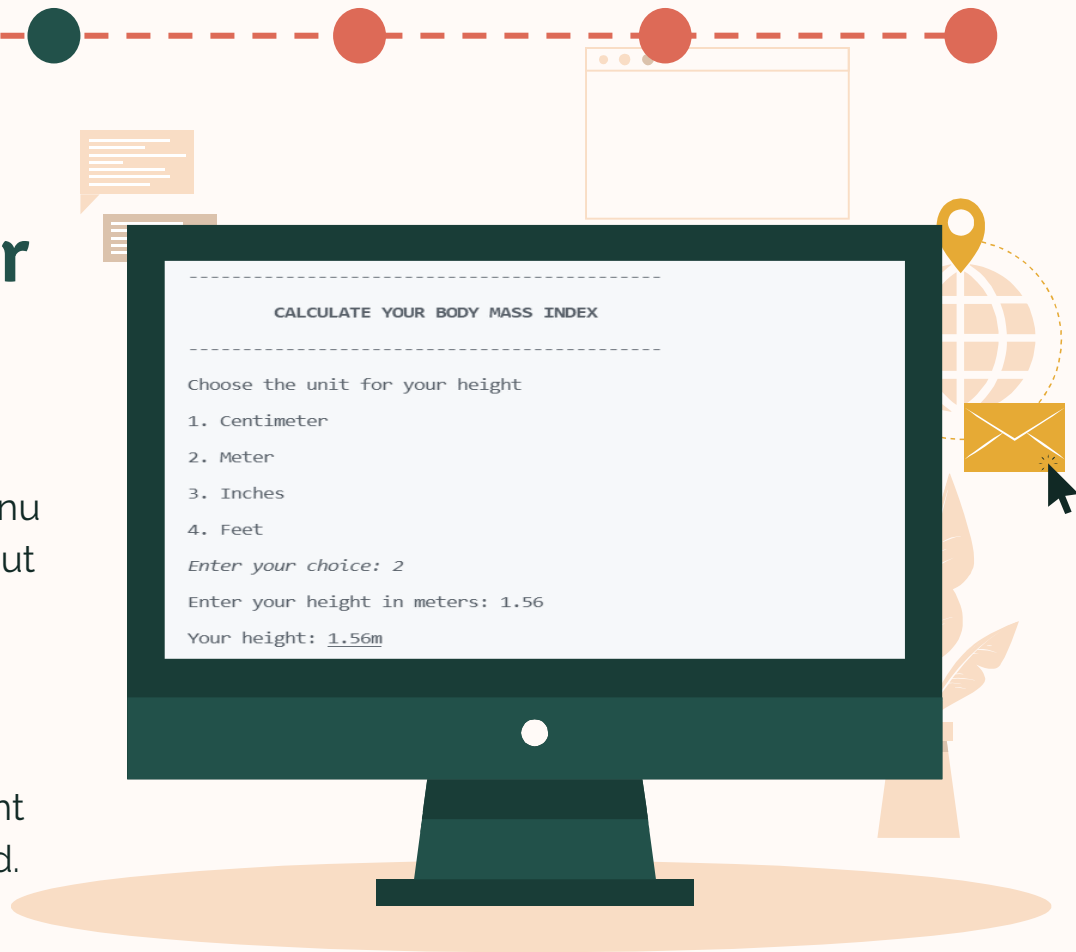 r
nu
ut
nt
d.
--------------------------------------------
CALCULATE YOUR BODY MASS INDEX
--------------------------------------------
Choose the unit for your height
1. Centimeter
2. Meter
3. Inches
4. Feet
Enter your choice: 2
Enter your height in meters: 1.56
Your height: 1.56m